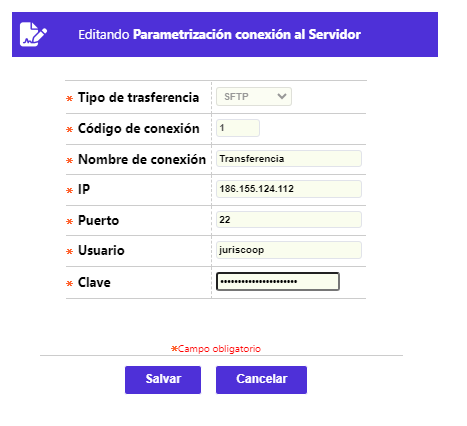 Editando Parametrización conexión al Servidor
* Tipo de trasferencia SFTP
* Código de conexión 1
* Nombre de conexión Transferencia
* IP 186.155.124.112
* Puerto 22
* Usuario juriscoop
* Clave ••••••••••••••••••••••
*Campo obligatorio
Salvar Cancelar